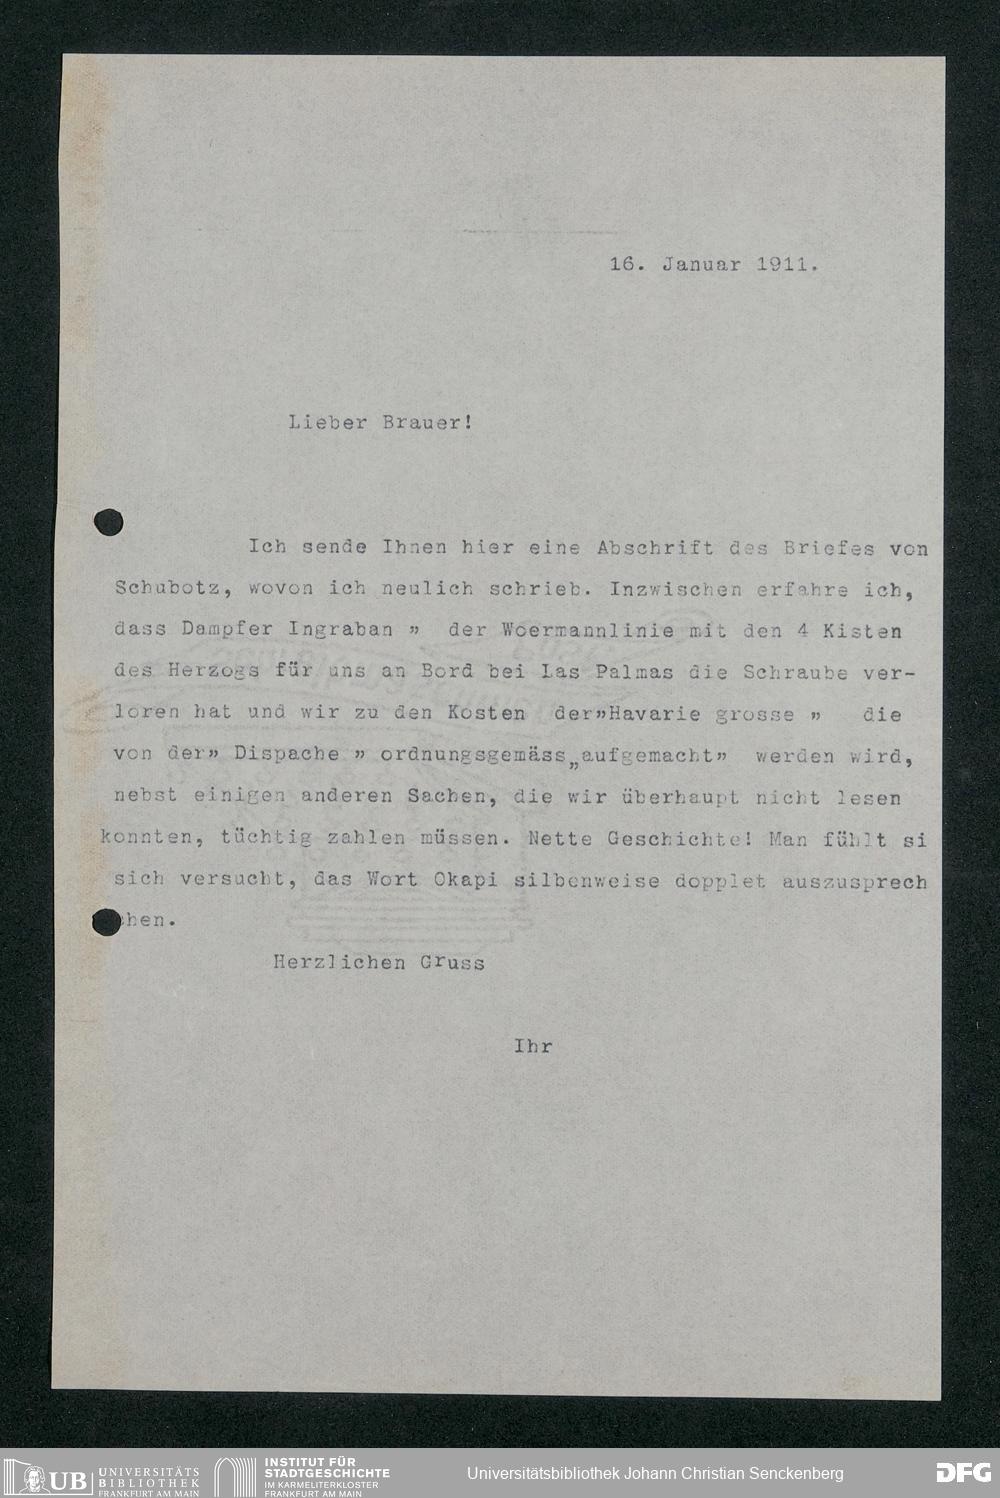 16. Januar 1911.
Lieber Brauer!
Ich sende Ihnen hier eine Abschrift des Briefes von
Schubotz, wovon ich neulich schrieb. Inzwischen erfahre ich,
dass Dampfer Ingraban „ der Woermannlinie mit den 4 Kisten
des Herzogs für uns an Bord bei Las Palmas die Schraube ver-
loren hat und wir zu den Kosten der„Havarie grosse „ die
von der„ Dispache „ ordnungsgemäss„aufgemacht„ werden wird,
nebst einigen anderen Sachen, die wir überhaupt nicht lesen
konnten, tüchtig zahlen müssen. Nette Geschichte! Man fühlt si
sich versucht, das Wort Okapi silbenweise dopplet auszusprech
chen.
Herzlichen Gruss
Ihr
UB UNIVERSITÄTS
BIBLIOTHEK
FRANKFURT AM MAIN
INSTITUT FÜR
STADTGESCHICHTE
IM KARMELITERKLOSTER
FRANKFURT AM MAIN
Universitätsbibliothek Johann Christian Senckenberg
DFG